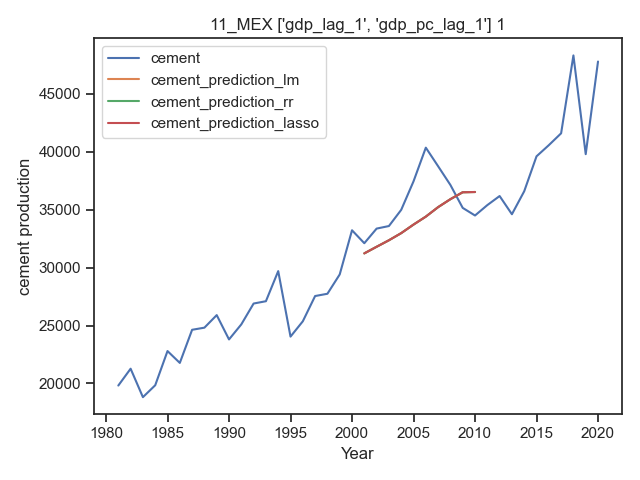 11_MEX ['gdp_lag_1', 'gdp_pc_lag_1'] 1
cement
cement_prediction_lm
cement_prediction_rr
cement_prediction_lasso
cement production
45000
40000
35000
30000
25000
20000
1980
1985
1990
1995
2000
2005
2010
2015
2020
Year